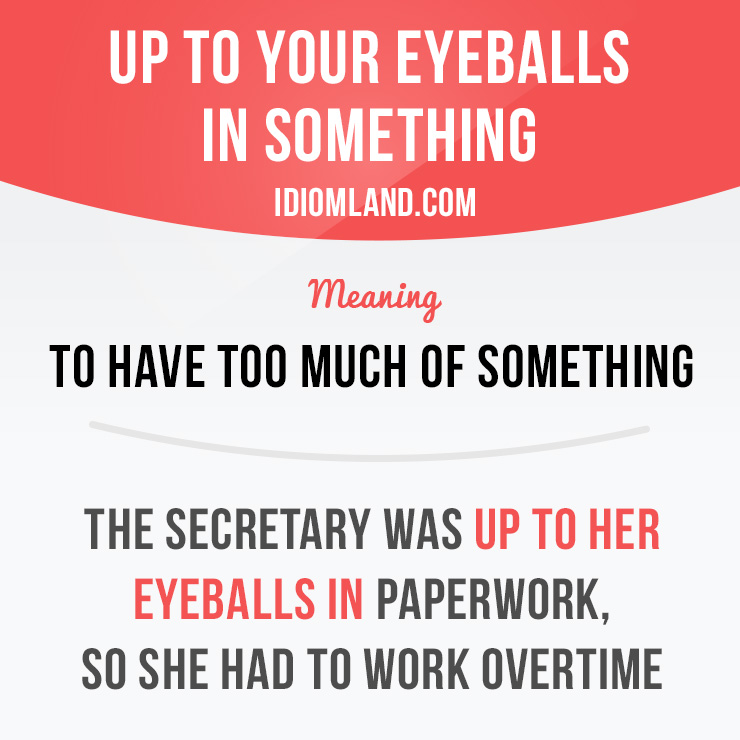 UP TO YOUR EYEBALLS
IN SOMETHING
IDIOMLAND.COM
Meaning
TO HAVE TOO MUCH OF SOMETHING
THE SECRETARY WAS UP TO HER
EYEBALLS IN PAPERWORK,
SO SHE HAD TO WORK OVERTIME